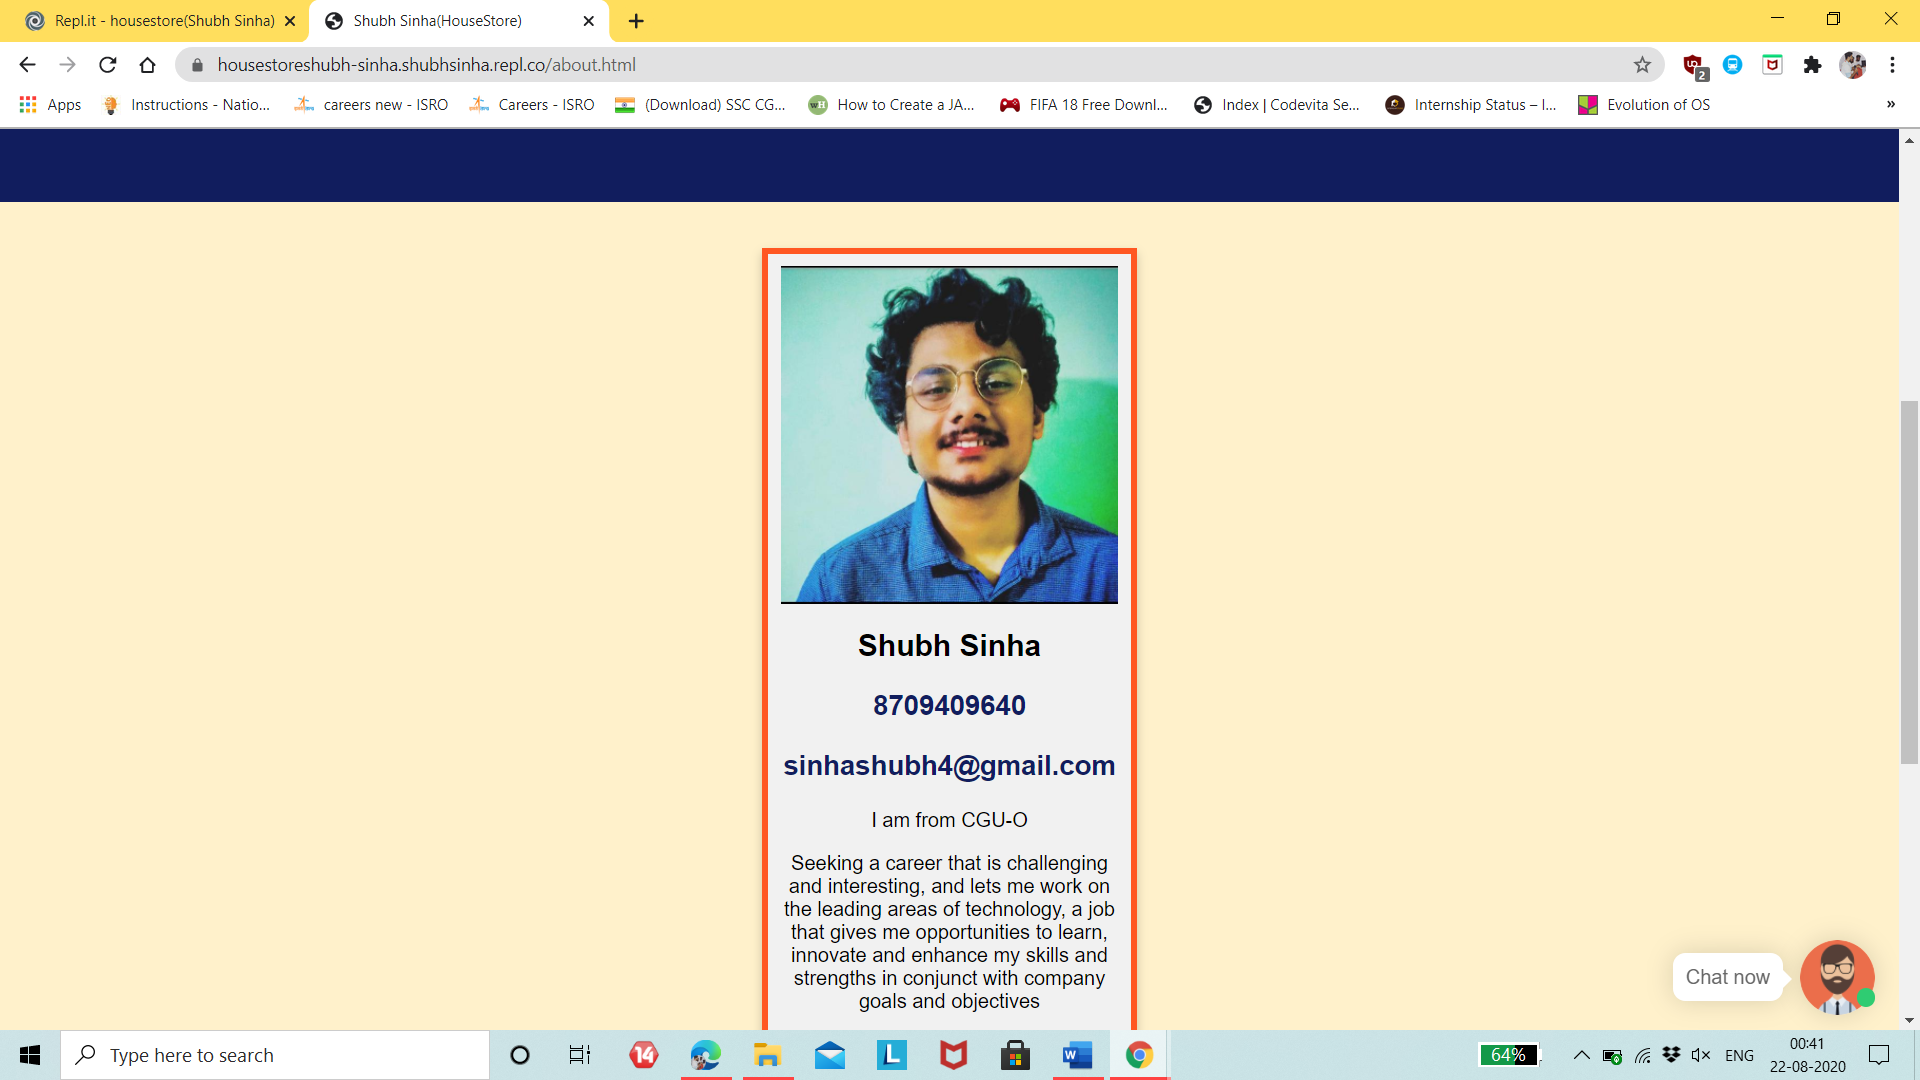 Repl.it - housestore(Shubh Sinha)
Shubh Sinha(HouseStore)
housestoreshubh-sinha.shubhsinha.repl.co/about.html
2
Apps
Instructions - Natio...
careers new - ISRO
Careers - ISRO
(Download) SSC CG...
How to Create a JA...
FIFA 18 Free Downl...
Index | Codevita Se...
Internship Status – I...
Evolution of OS
»
Shubh Sinha
8709409640
sinhashubh4@gmail.com
I am from CGU-O
Seeking a career that is challenging
and interesting, and lets me work on
the leading areas of technology, a job
that gives me opportunities to learn,
innovate and enhance my skills and
strengths in conjunct with company
goals and objectives
Chat now
Type here to search
14
L
W
64%
ENG
00:41
22-08-2020